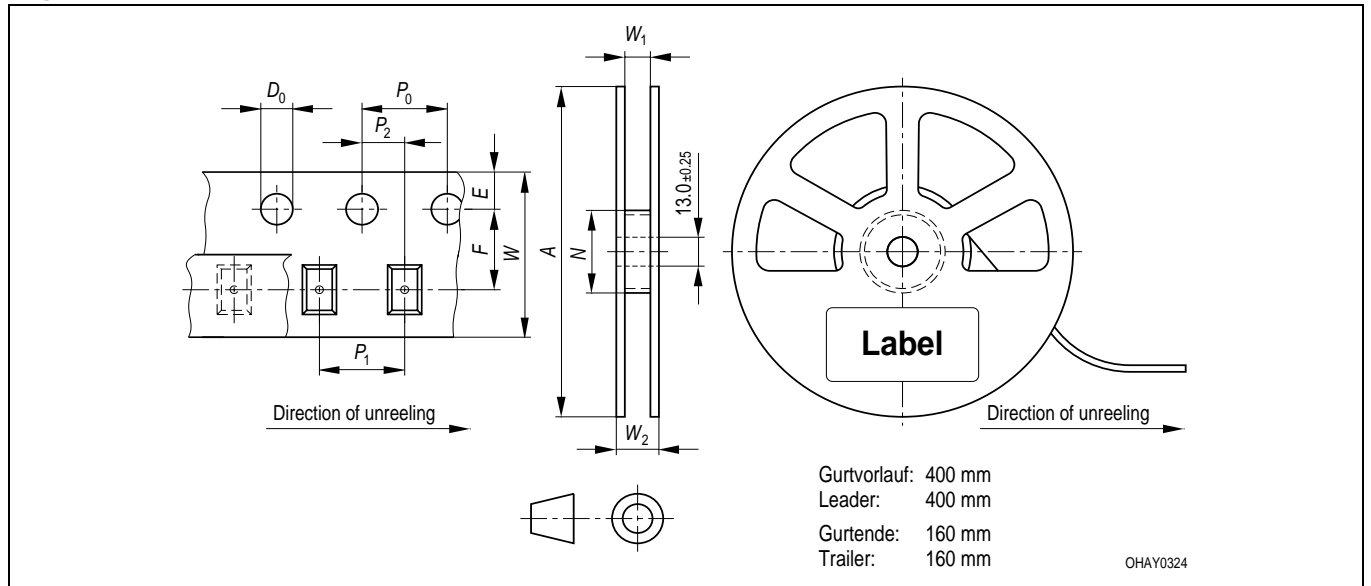 W1
D0
P0
P2
E
F
W
A
N
13.0±0.25
Label
P1
Direction of unreeling
W2
Direction of unreeling
Gurtvorlauf: 400 mm
Leader: 400 mm
Gurtende: 160 mm
Trailer: 160 mm
OHAY0324